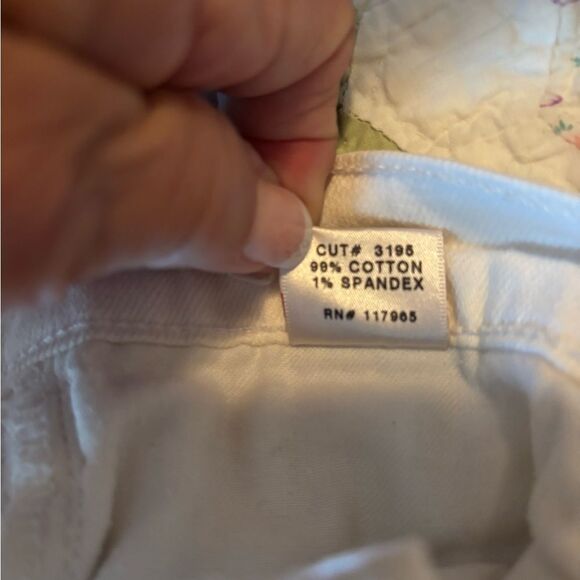 CUT# 3195
99% COTTON
1% SPANDEX
RN# 117965